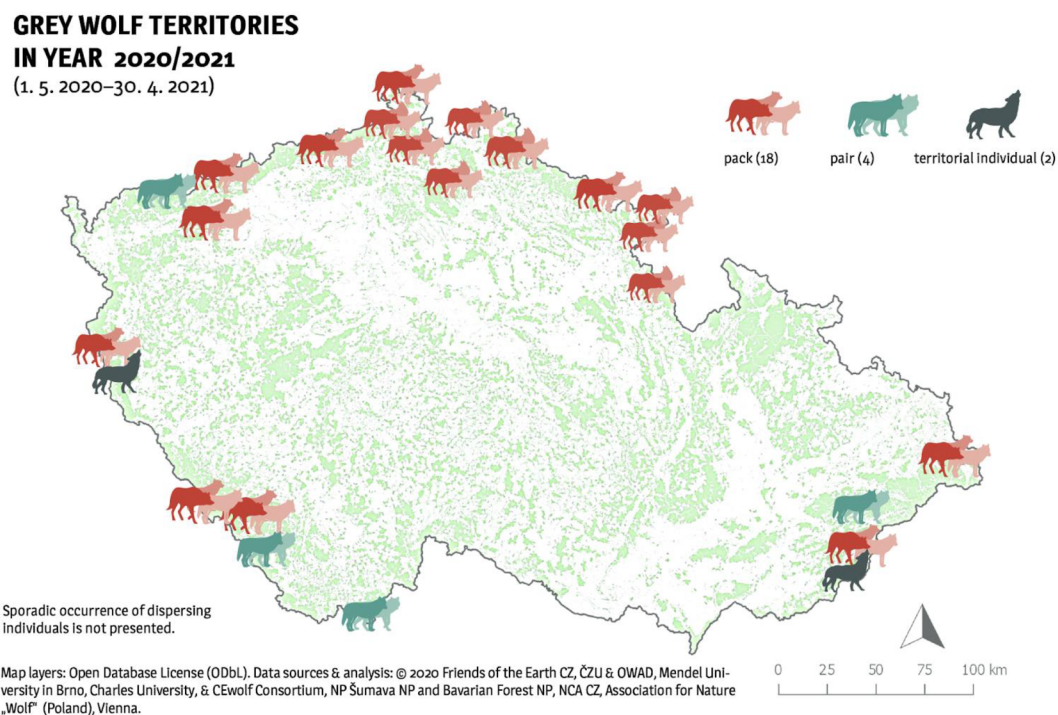 GREY WOLF TERRITORIES
IN YEAR 2020/2021
(1. 5. 2020–30. 4. 2021)
pack (18)
pair (4)
territorial individual (2)
Sporadic occurrence of dispersing
individuals is not presented.
0 25 50 75 100 km
Map layers: Open Database License (ODbL). Data sources & analysis: © 2020 Friends of the Earth CZ, ČZU & OWAD, Mendel Uni-
versity in Brno, Charles University, & CEwolf Consortium, NP Šumava NP and Bavarian Forest NP, NCA CZ, Association for Nature
„Wolf“ (Poland), Vienna.